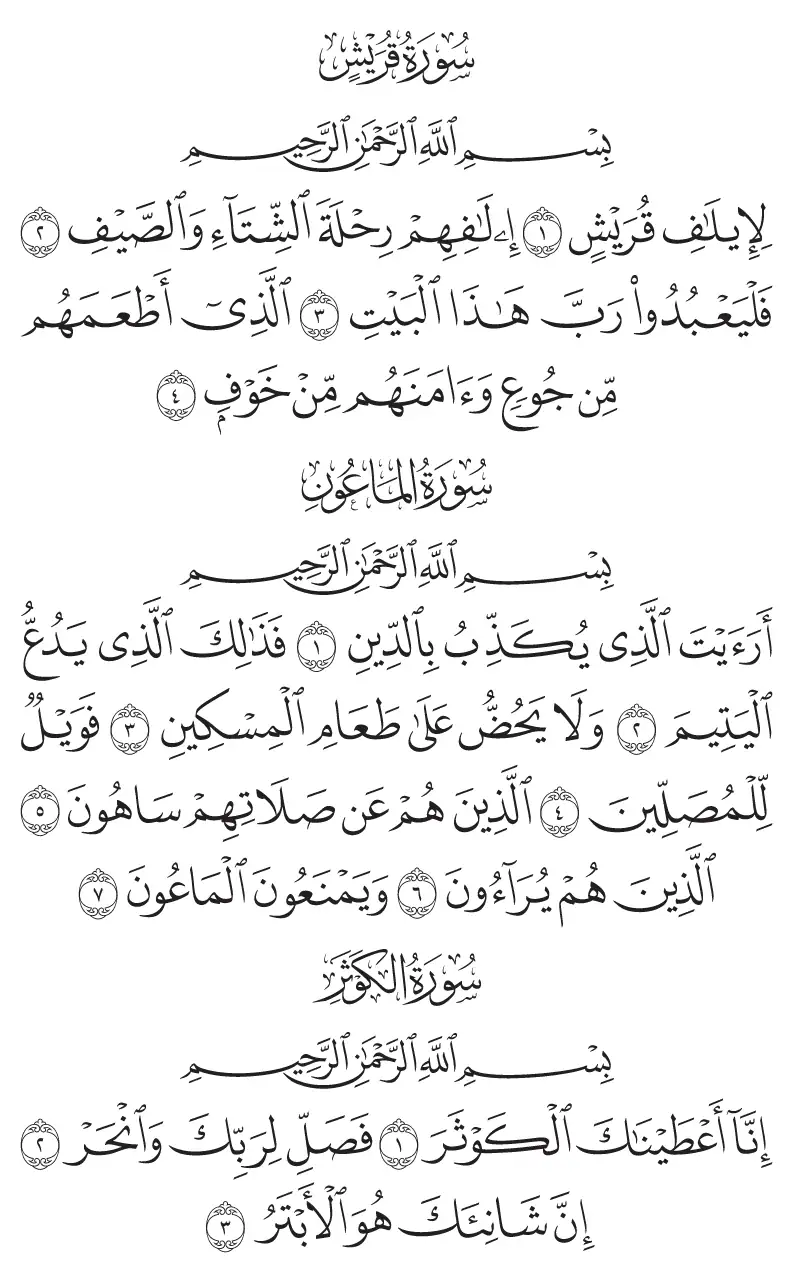 سُورَةُ قُرَيْشٍ
بِسْمِ ٱللَّهِ ٱلرَّحْمَٰنِ ٱلرَّحِيمِ
لِإِيلَٰفِ قُرَيْشٍ ١ إِۦلَٰفِهِمْ رِحْلَةَ ٱلشِّتَآءِ وَٱلصَّيْفِ ٢
فَلْيَعْبُدُوا۟ رَبَّ هَٰذَا ٱلْبَيْتِ ٣ ٱلَّذِىٓ أَطْعَمَهُم
مِّن جُوعٍ وَءَامَنَهُم مِّنْ خَوْفٍۭ ٤
سُورَةُ الْمَاعُونِ
بِسْمِ ٱللَّهِ ٱلرَّحْمَٰنِ ٱلرَّحِيمِ
أَرَءَيْتَ ٱلَّذِى يُكَذِّبُ بِٱلدِّينِ ١ فَذَٰلِكَ ٱلَّذِى يَدُعُّ
ٱلْيَتِيمَ ٢ وَلَا يَحُضُّ عَلَىٰ طَعَامِ ٱلْمِسْكِينِ ٣ فَوَيْلٌ
لِّلْمُصَلِّينَ ٤ ٱلَّذِينَ هُمْ عَن صَلَاتِهِمْ سَاهُونَ ٥
ٱلَّذِينَ هُمْ يُرَآءُونَ ٦ وَيَمْنَعُونَ ٱلْمَاعُونَ ٧
سُورَةُ الْكَوْثَرِ
بِسْمِ ٱللَّهِ ٱلرَّحْمَٰنِ ٱلرَّحِيمِ
إِنَّآ أَعْطَيْنَٰكَ ٱلْكَوْثَرَ ١ فَصَلِّ لِرَبِّكَ وَٱنْحَرْ ٢
إِنَّ شَانِئَكَ هُوَ ٱلْأَبْتَرُ ٣